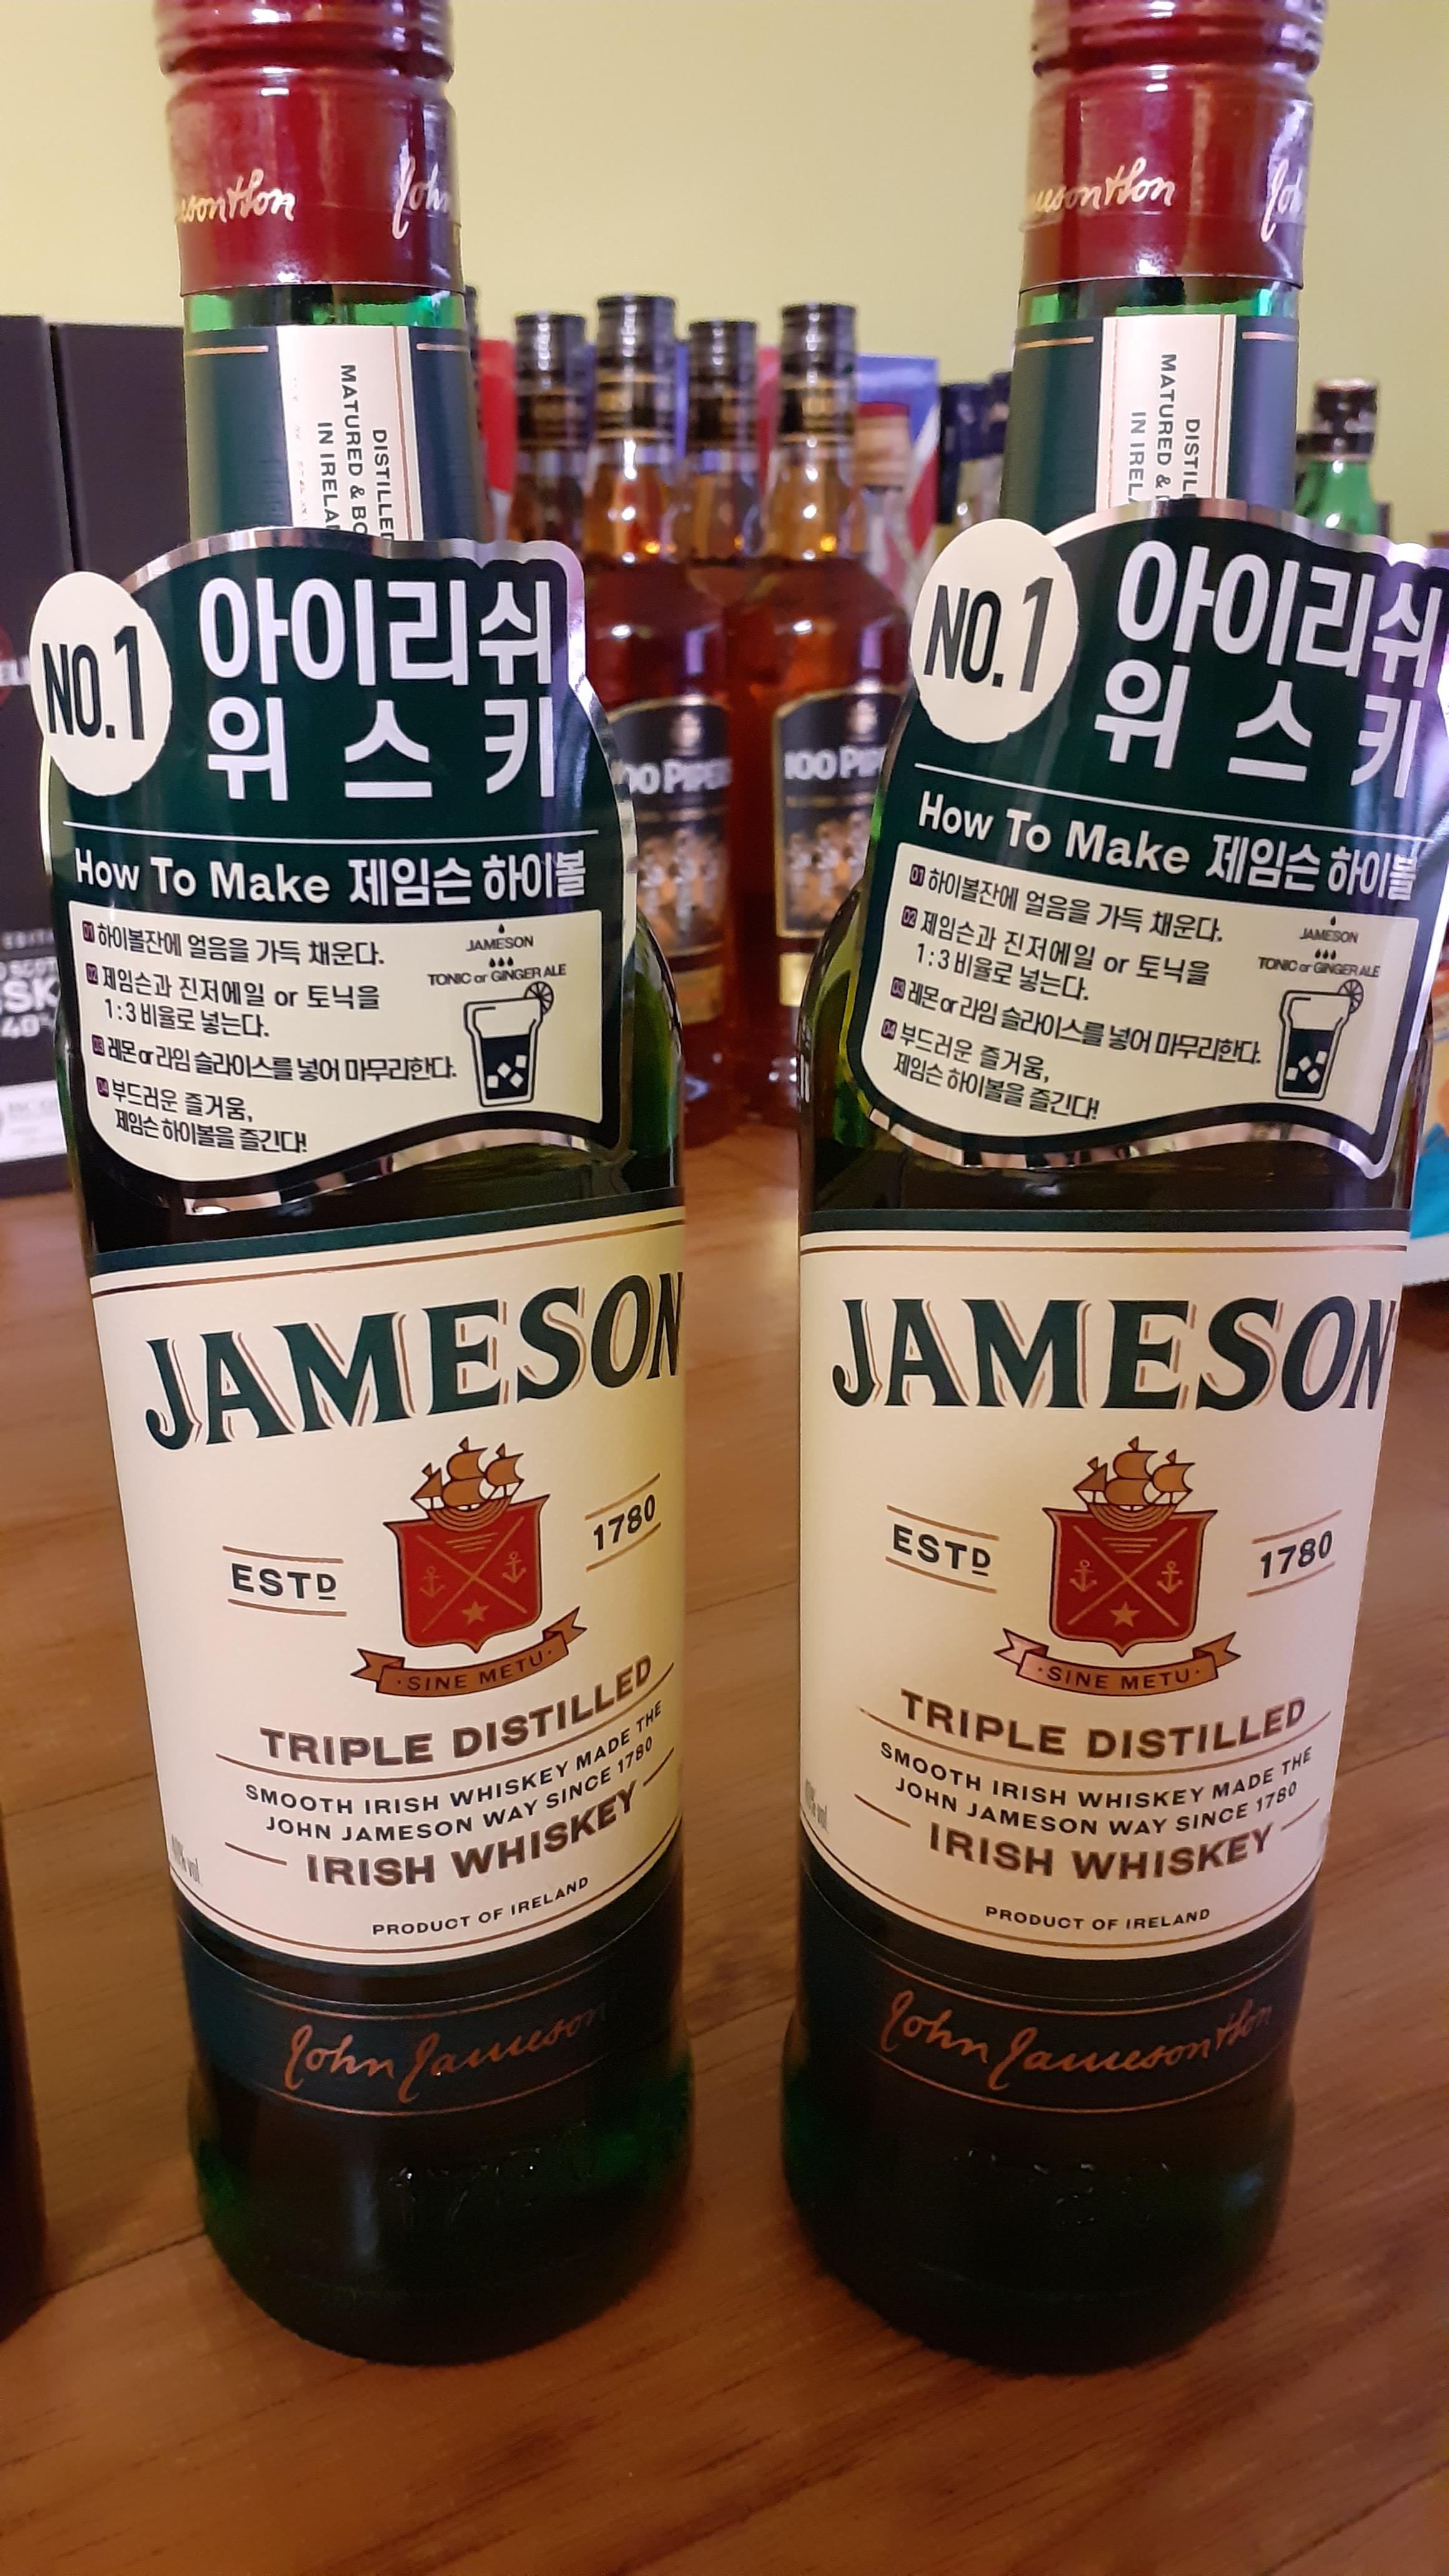 John
MATURED &
IN
DISTILLED
NO.1
아이리쉬
위스키
How To Make 제임슨 하이볼
01 하이볼잔에 얼음을 가득 채운다.
02 제임슨과 진저에일 or 토닉을
1:3 비율로 넣는다.
03 레몬 or 라임 슬라이스를 넣어 마무리한다.
04 부드러운 즐거움,
제임슨 하이볼을 즐긴다!
JAMESON
TONIC or GINGER ALE
JAMESON
ESTD 1780
SINE METU
TRIPLE DISTILLED
SMOOTH IRISH WHISKEY MADE THE
JOHN JAMESON WAY SINCE 1780
IRISH WHISKEY
PRODUCT OF IRELAND
John Jameson
MATURED &
IN
NO.1
아이리쉬
위스키
How To Make 제임슨 하이볼
01 하이볼잔에 얼음을 가득 채운다.
02 제임슨과 진저에일 or 토닉을
1:3 비율로 넣는다.
03 레몬 or 라임 슬라이스를 넣어 마무리한다.
04 부드러운 즐거움,
제임슨 하이볼을 즐긴다!
JAMESON
TONIC or GINGER ALE
JAMESON
ESTD 1780
SINE METU
TRIPLE DISTILLED
SMOOTH IRISH WHISKEY MADE THE
JOHN JAMESON WAY SINCE 1780
IRISH WHISKEY
40% vol
PRODUCT OF IRELAND
John Jameson & Son
100 PIPERS